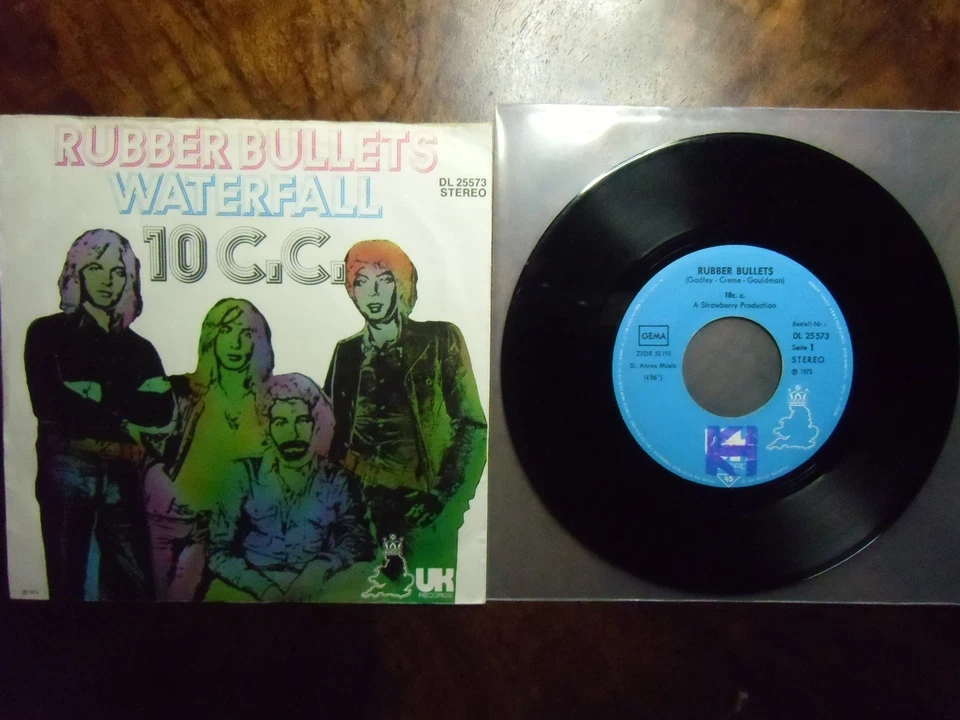 RUBBER BULLETS
WATERFALL
DL 25573
STEREO
10 C.C.
UK
RECORDS
RUBBER BULLETS
(Godley - Creme - Gouldman)
10c. c.
A Strawberry Production
GEMA
St. Annes Music
Bestell-Nr.:
DL 25573
Seite 1
STEREO
℗ 1973
45